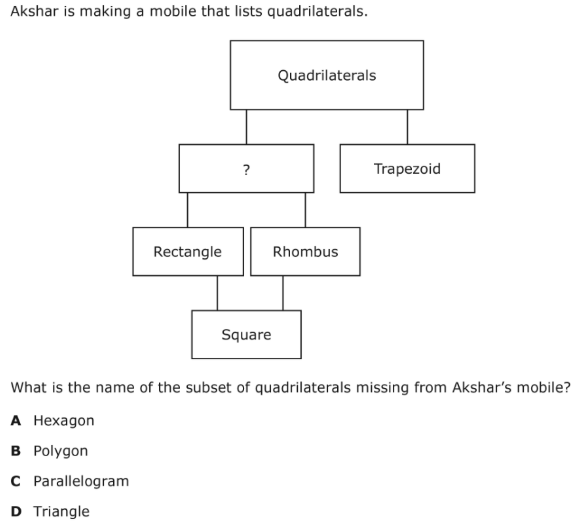 Akshar is making a mobile that lists quadrilaterals.
Quadrilaterals
?
Trapezoid
Rectangle
Rhombus
Square
What is the name of the subset of quadrilaterals missing from Akshar’s mobile?
A Hexagon
B Polygon
C Parallelogram
D Triangle